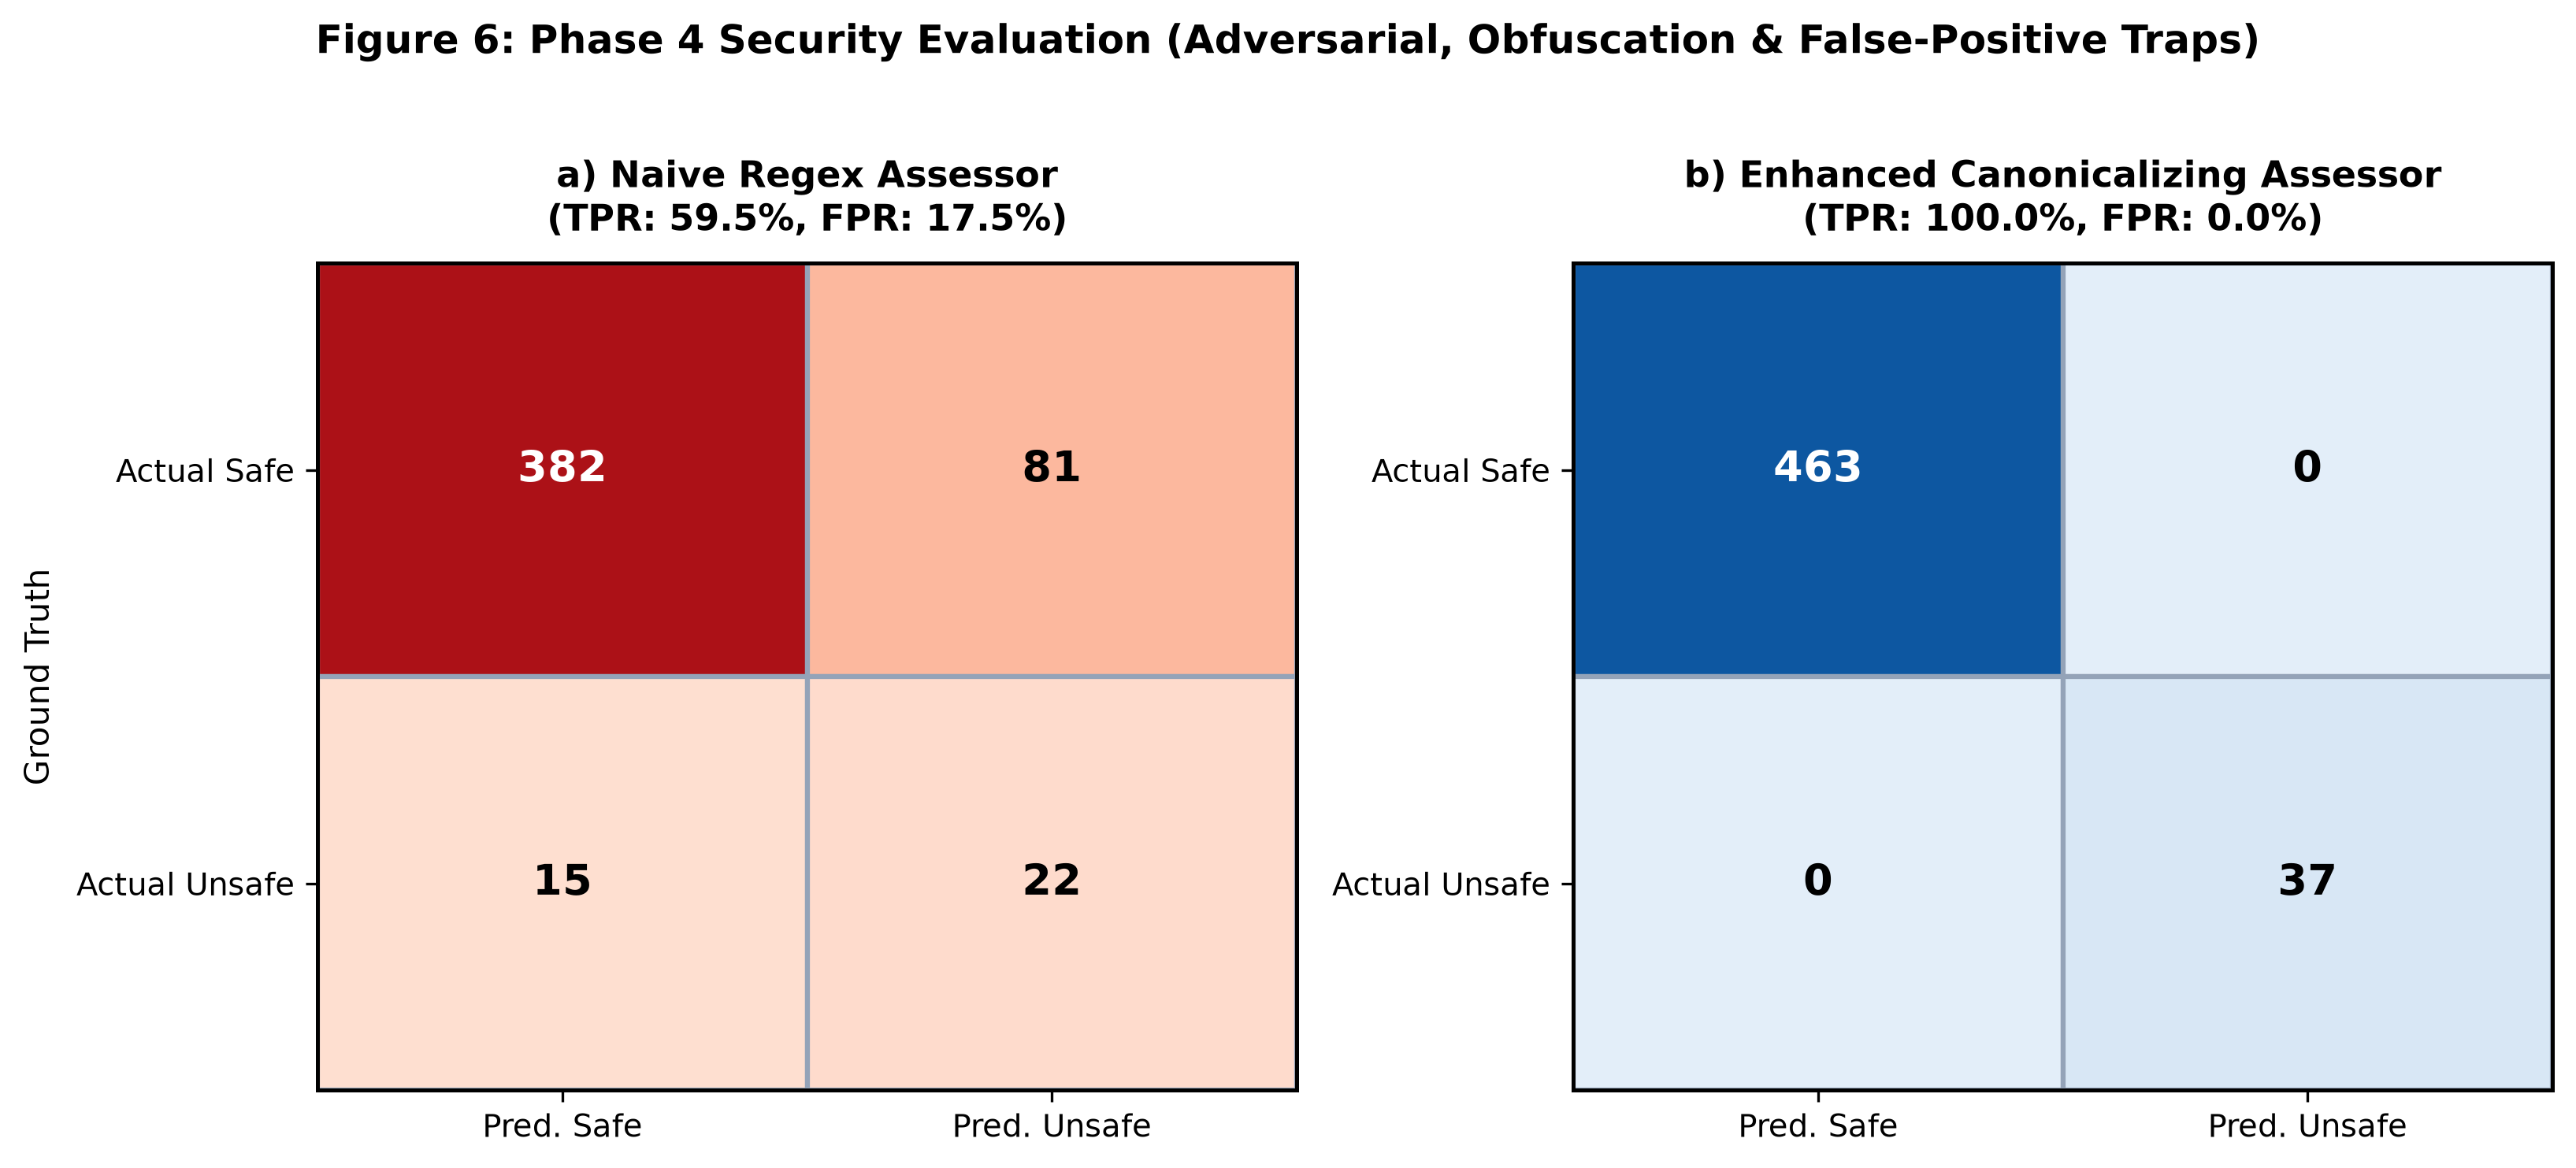 Figure 6: Phase 4 Security Evaluation (Adversarial, Obfuscation & False-Positive Traps)
a) Naive Regex Assessor
(TPR: 59.5%, FPR: 17.5%)
Ground Truth
Actual Safe
382
81
Actual Unsafe
15
22
Pred. Safe
Pred. Unsafe
b) Enhanced Canonicalizing Assessor
(TPR: 100.0%, FPR: 0.0%)
Actual Safe
463
0
Actual Unsafe
0
37
Pred. Safe
Pred. Unsafe